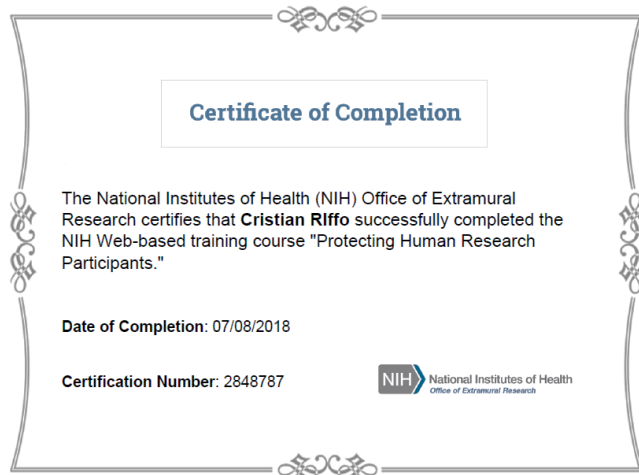 Certificate of Completion
The National Institutes of Health (NIH) Office of Extramural
Research certifies that Cristian RIffo successfully completed the
NIH Web-based training course "Protecting Human Research
Participants."
Date of Completion: 07/08/2018
Certification Number: 2848787
NIH National Institutes of Health
Office of Extramural Research